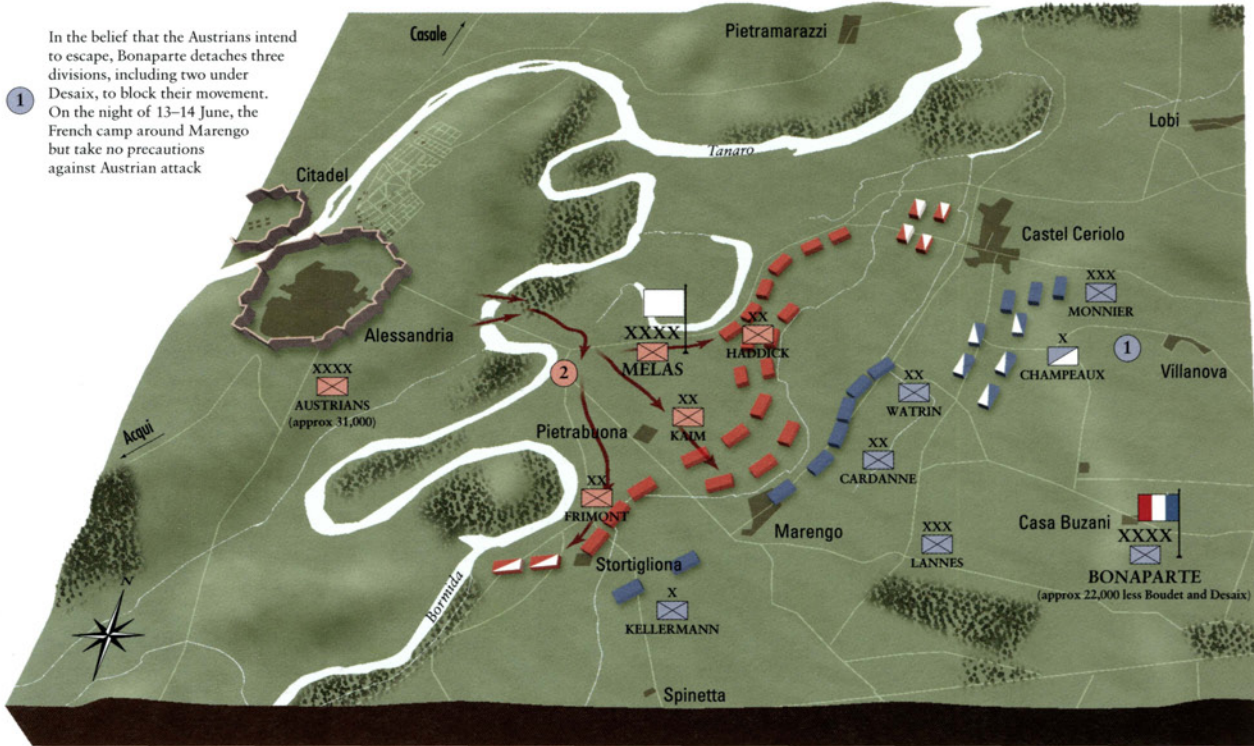 In the belief that the Austrians intend
to escape, Bonaparte detaches three
divisions, including two under
Desaix, to block their movement.
1
On the night of 13–14 June, the
French camp around Marengo
but take no precautions
against Austrian attack
Casale
Pietramarazzi
Lobi
Tanaro
Citadel
Castel Ceriolo
XXX
MONNIER
Alessandria
XXXX
MELAS
XX
HADDICK
X
CHAMPEAUX
1
Villanova
2
XXXX
AUSTRIANS
(approx 31,000)
XX
WATRIN
XX
KAIM
Pietrabuona
Acqui
XX
CARDANNE
XX
FRIMONT
Marengo
XXX
LANNES
Casa Buzani
XXXX
BONAPARTE
(approx 22,000 less Boudet and Desaix)
Stortigliona
Bormida
N
X
KELLERMANN
Spinetta